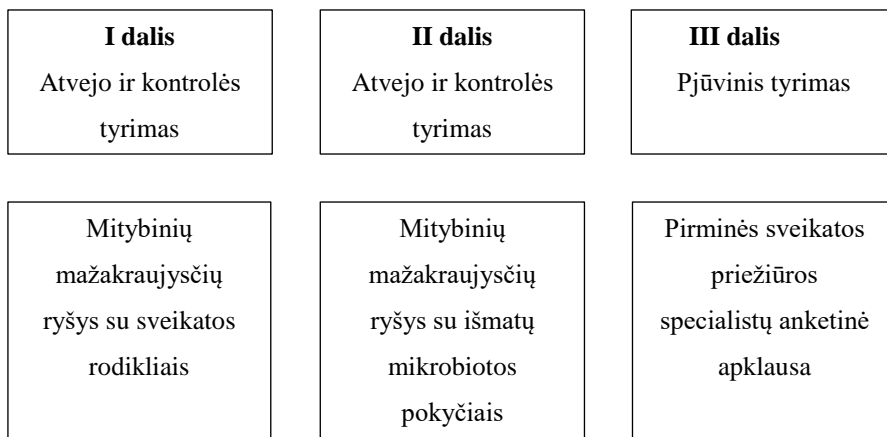 I dalis
Atvejo ir kontrolės
tyrimas
II dalis
Atvejo ir kontrolės
tyrimas
III dalis
Pjūvinis tyrimas
Mitybinių
mažakraujysčių
ryšys su sveikatos
rodikliais
Mitybinių
mažakraujysčių
ryšys su išmatų
mikrobiotos
pokyčiais
Pirminės sveikatos
priežiūros
specialistų anketinė
apklausa